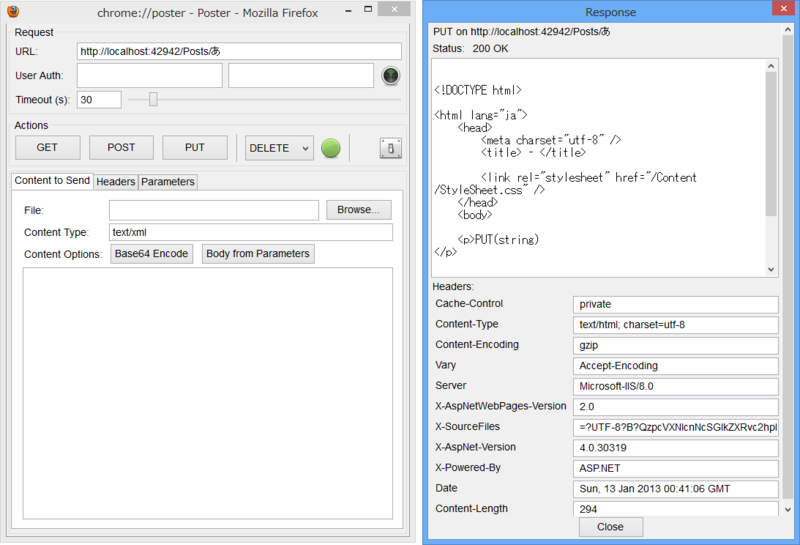 chrome://poster - Poster - Mozilla Firefox
Request
URL: http://localhost:42942/Posts/あ
User Auth:
Timeout (s): 30
Actions
GET POST PUT DELETE
Content to Send Headers Parameters
File: Browse...
Content Type: text/xml
Content Options: Base64 Encode Body from Parameters
Response
PUT on http://localhost:42942/Posts/あ
Status: 200 OK
<!DOCTYPE html>
<html lang="ja">
<head>
<meta charset="utf-8" />
<title> - </title>
<link rel="stylesheet" href="/Content
/StyleSheet.css" />
</head>
<body>
<p>PUT(string)
</p>
Headers:
Cache-Control private
Content-Type text/html; charset=utf-8
Content-Encoding gzip
Vary Accept-Encoding
Server Microsoft-IIS/8.0
X-AspNetWebPages-Version 2.0
X-SourceFiles =?UTF-8?B?QzpcVXNlcnNcSGlkZXRvc2hpl
X-AspNet-Version 4.0.30319
X-Powered-By ASP.NET
Date Sun, 13 Jan 2013 00:41:06 GMT
Content-Length 294
Close